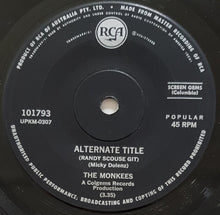 PRODUCT OF RCA OF AUSTRALIA PTY. LTD. • MADE FROM MASTER RECORDING OF RCA
RCA
101793
UPKM-0307
SCREEN GEMS
(Columbia)
POPULAR
45 RPM
ALTERNATE TITLE
(RANDY SCOUSE GIT)
(Micky Dolenz)
THE MONKEES
A Colgems Records
Production
(3.35)
UNAUTHORISED PUBLIC PERFORMANCE, BROADCASTING AND COPYING OF THIS RECORD PROHIBITED